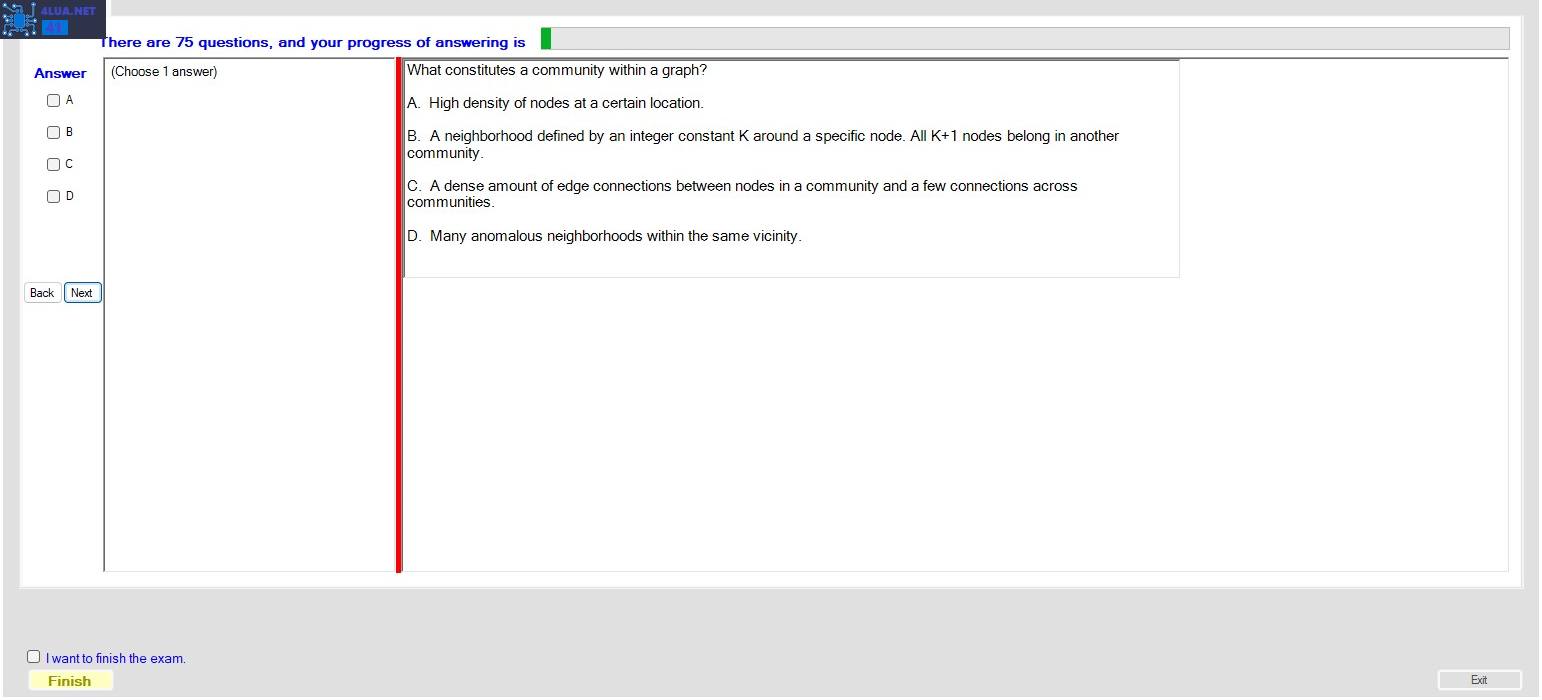 4LUA.NET
41
There are 75 questions, and your progress of answering is
Answer
(Choose 1 answer)
A
B
C
D
Back
Next
What constitutes a community within a graph?
A. High density of nodes at a certain location.
B. A neighborhood defined by an integer constant K around a specific node. All K+1 nodes belong in another
community.
C. A dense amount of edge connections between nodes in a community and a few connections across
communities.
D. Many anomalous neighborhoods within the same vicinity.
I want to finish the exam.
Finish
Exit